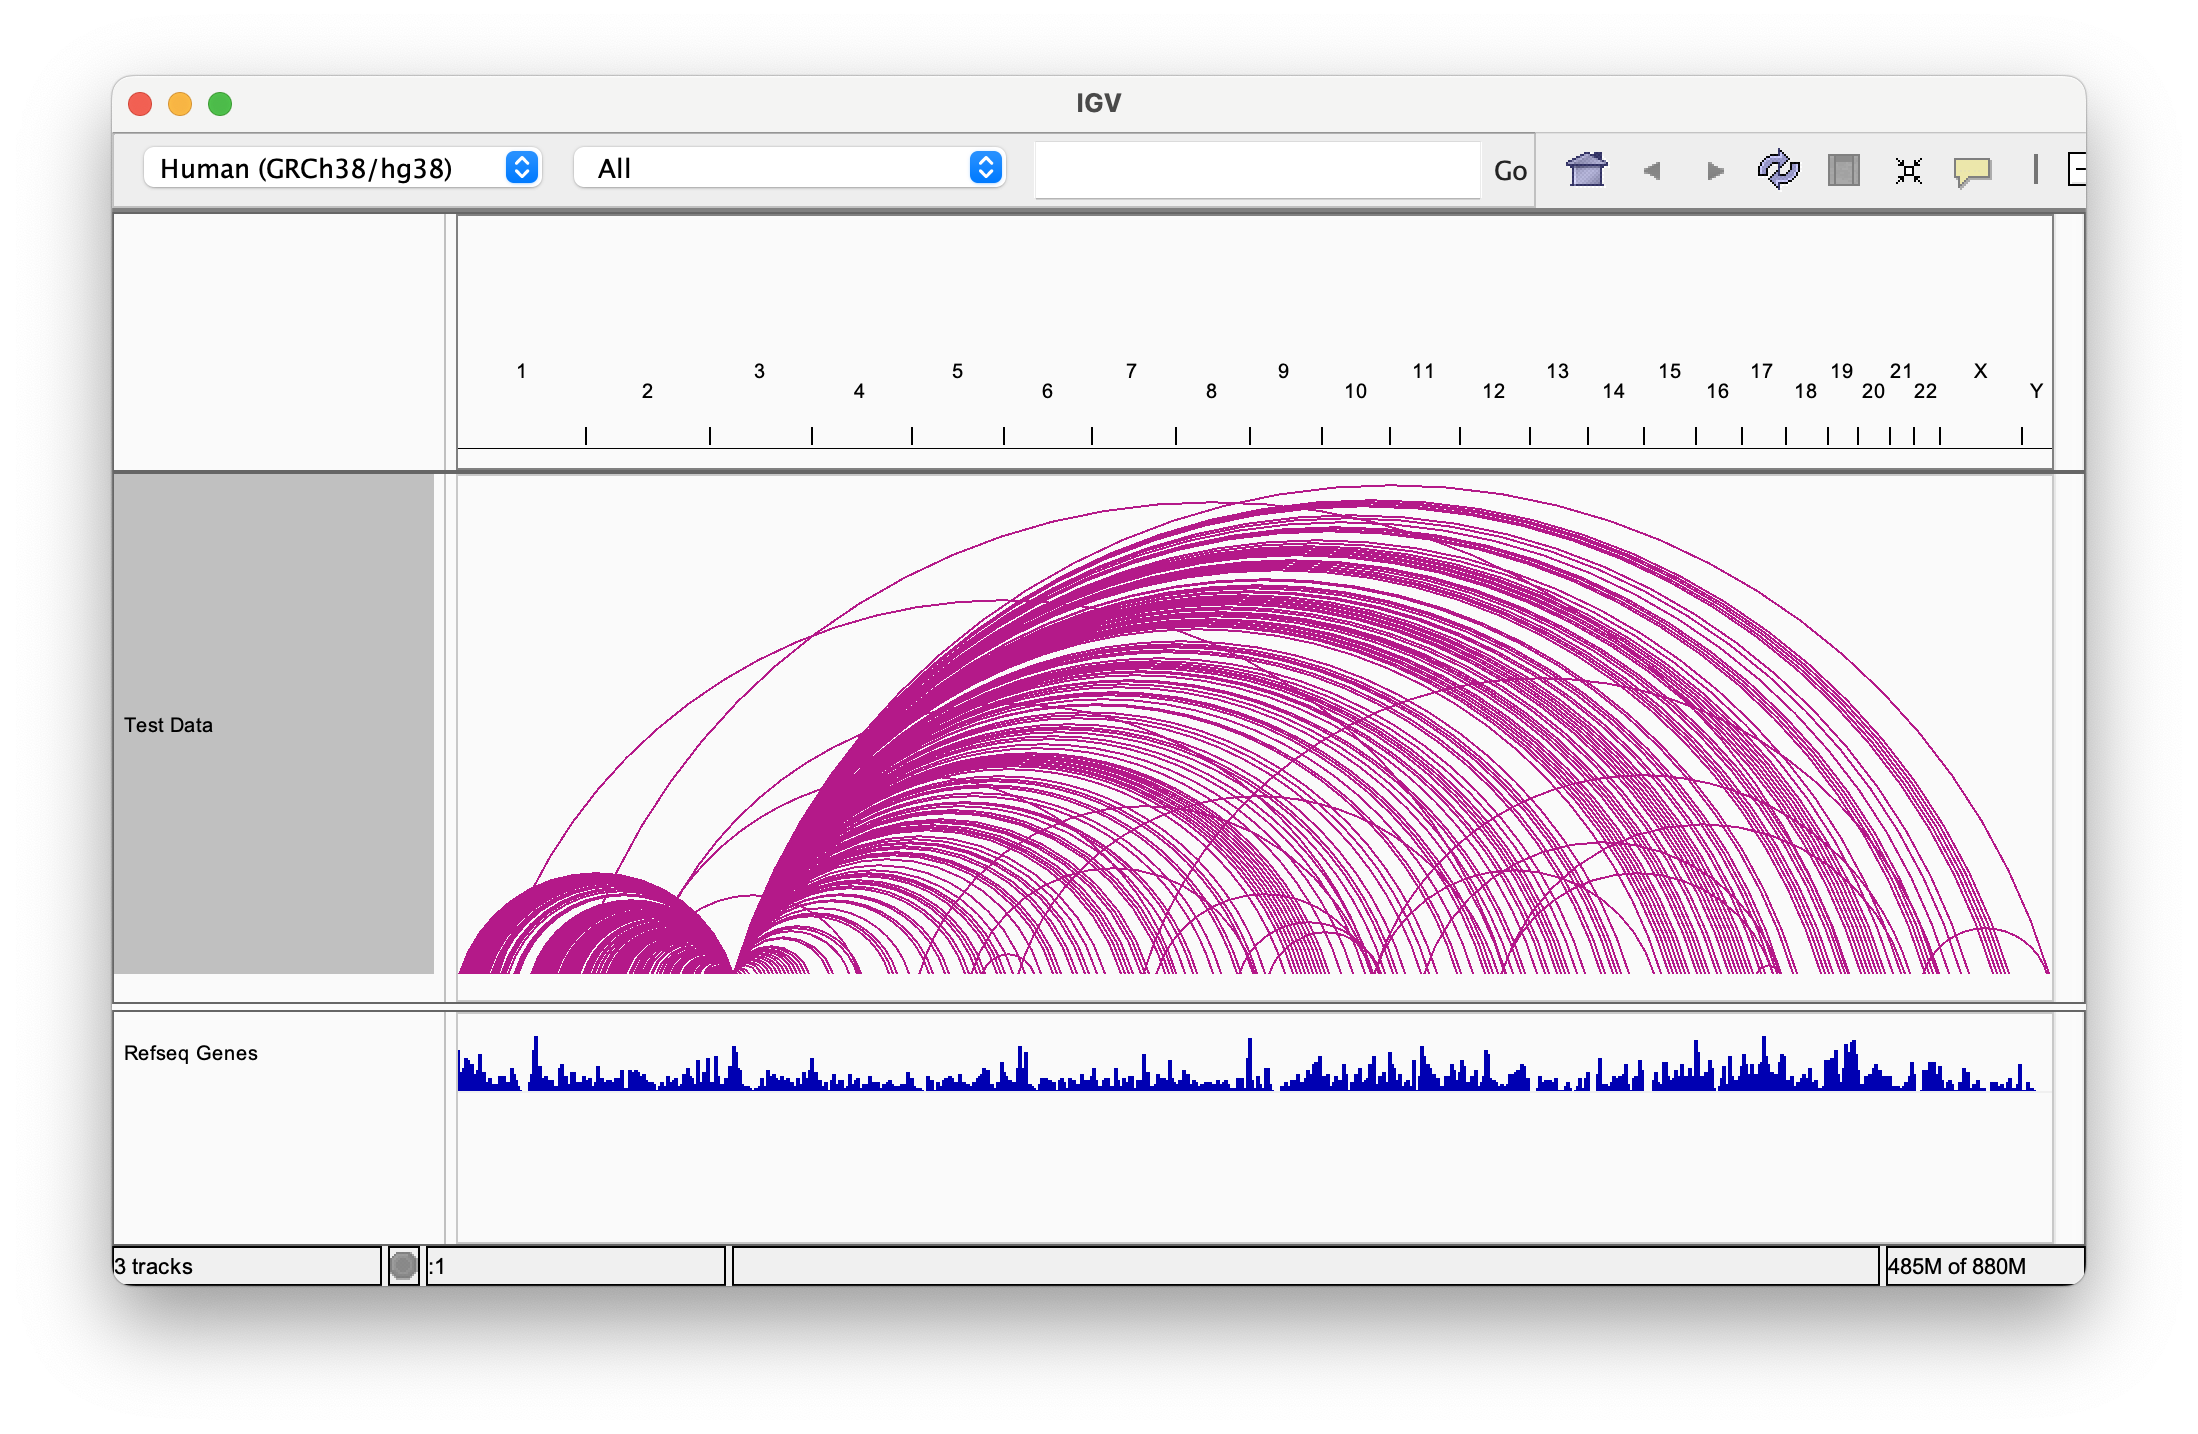 IGV
Human (GRCh38/hg38) All Go
1 3 5 7 9 11 13 15 17 19 21 X
2 4 6 8 10 12 14 16 18 20 22 Y
Test Data
Refseq Genes
3 tracks :1 485M of 880M